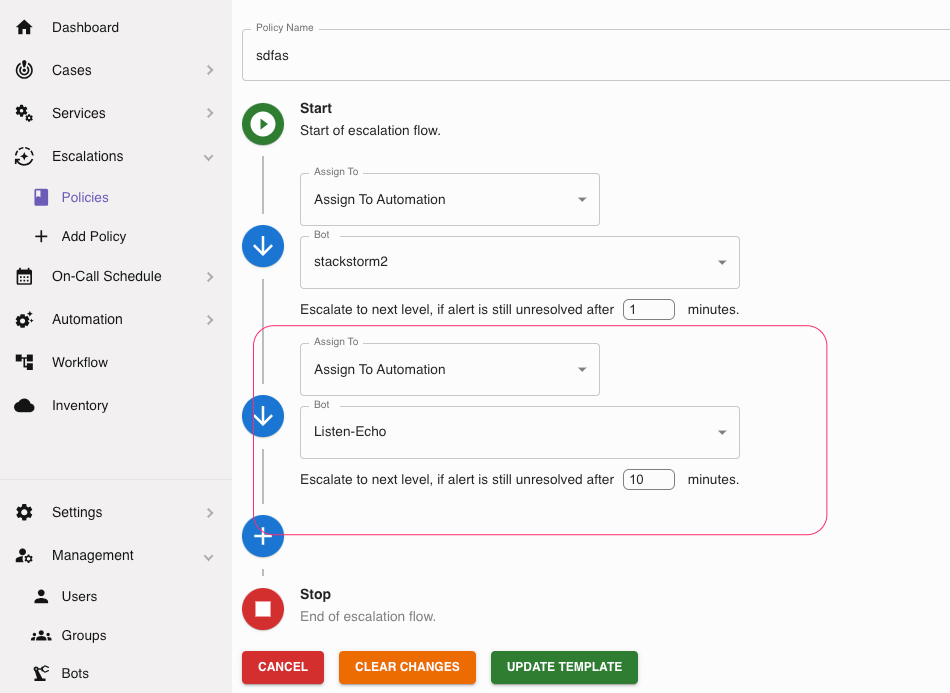 Dashboard
Cases
Services
Escalations
Policies
Add Policy
On-Call Schedule
Automation
Workflow
Inventory
Settings
Management
Users
Groups
Bots
Policy Name
sdfas
Start
Start of escalation flow.
Assign To
Assign To Automation
Bot
stackstorm2
Escalate to next level, if alert is still unresolved after 1 minutes.
Assign To
Assign To Automation
Bot
Listen-Echo
Escalate to next level, if alert is still unresolved after 10 minutes.
Stop
End of escalation flow.
CANCEL CLEAR CHANGES UPDATE TEMPLATE